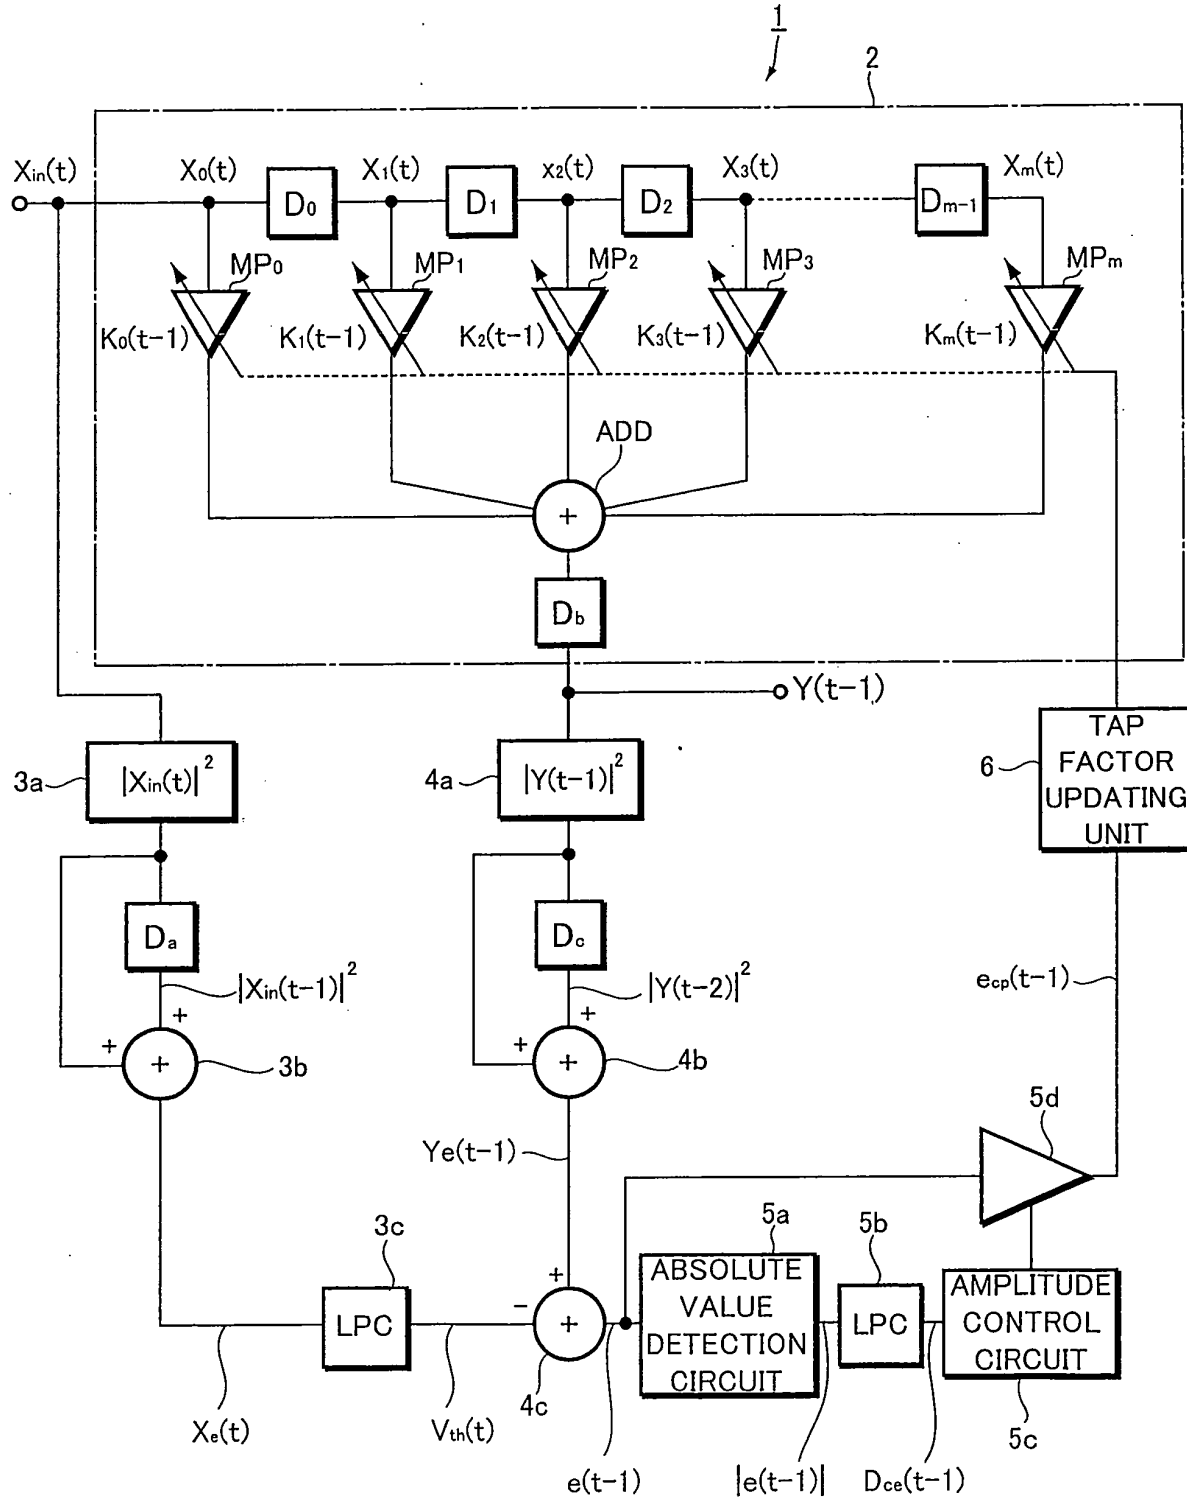 1
2
Xin(t) X0(t) X1(t) x2(t) X3(t) Xm(t)
D0 D1 D2 Dm-1
MP0 MP1 MP2 MP3 MPm
K0(t-1) K1(t-1) K2(t-1) K3(t-1) Km(t-1)
ADD
+
Db
Y(t-1)
3a |Xin(t)|2
4a |Y(t-1)|2
6 TAP
FACTOR
UPDATING
UNIT
Da
Dc
|Xin(t-1)|2
|Y(t-2)|2
ecp(t-1)
+ + + 3b
+ + + 4b
Ye(t-1)
5d
3c
LPC
- + + 4c
5a
ABSOLUTE
VALUE
DETECTION
CIRCUIT
5b
LPC
AMPLITUDE
CONTROL
CIRCUIT
5c
Xe(t) Vth(t) e(t-1) |e(t-1)| Dce(t-1)